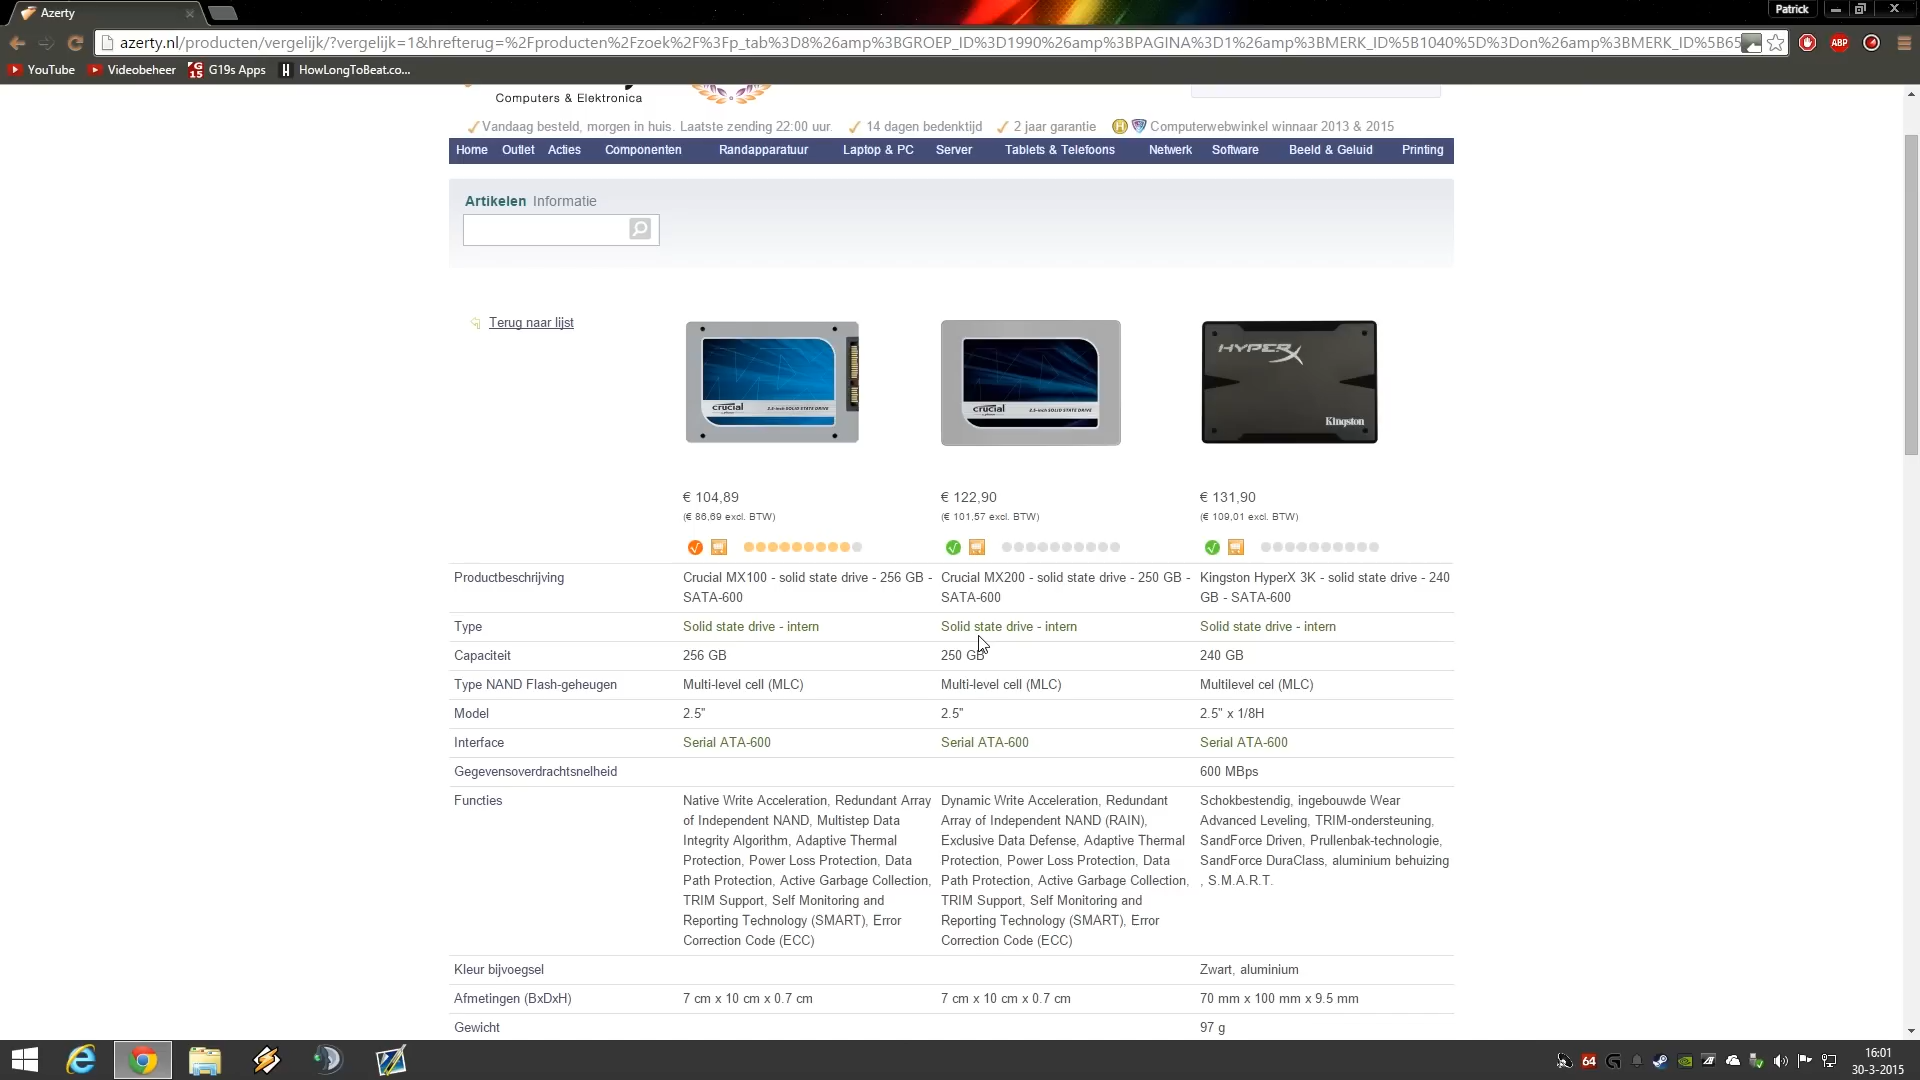 Azerty
Patrick
azerty.nl/producten/vergelijk/?vergelijk=1&hrefterug=%2Fproducten%2Fzoek%2F%3Fp_tab%3D8%26amp%3BGROEP_ID%3D1990%26amp%3BPAGINA%3D1%26amp%3BMERK_ID%5B1040%5D%3Don%26amp%3BMERK_ID%5B65
ABP
YouTube Videobeheer G19s Apps HowLongToBeat.co...
Computers & Elektronica
Vandaag besteld, morgen in huis. Laatste zending 22:00 uur. 14 dagen bedenktijd 2 jaar garantie Computerwebwinkel winnaar 2013 & 2015
Home Outlet Acties Componenten Randapparatuur Laptop & PC Server Tablets & Telefoons Netwerk Software Beeld & Geluid Printing
Artikelen Informatie
Terug naar lijst
HYPERX
crucial 2.5-inch SOLID STATE DRIVE
crucial 2.5-inch SOLID STATE DRIVE
Kingston
€ 104,89 € 122,90 € 131,90
(€ 86,69 excl. BTW) (€ 101,57 excl. BTW) (€ 109,01 excl. BTW)
Productbeschrijving Crucial MX100 - solid state drive - 256 GB - Crucial MX200 - solid state drive - 250 GB - Kingston HyperX 3K - solid state drive - 240
SATA-600 SATA-600 GB - SATA-600
Type Solid state drive - intern Solid state drive - intern Solid state drive - intern
Capaciteit 256 GB 250 GB 240 GB
Type NAND Flash-geheugen Multi-level cell (MLC) Multi-level cell (MLC) Multilevel cel (MLC)
Model 2.5" 2.5" 2.5" x 1/8H
Interface Serial ATA-600 Serial ATA-600 Serial ATA-600
Gegevensoverdrachtsnelheid 600 MBps
Functies Native Write Acceleration, Redundant Array Dynamic Write Acceleration, Redundant Schokbestendig, ingebouwde Wear
of Independent NAND, Multistep Data Array of Independent NAND (RAIN), Advanced Leveling, TRIM-ondersteuning,
Integrity Algorithm, Adaptive Thermal Exclusive Data Defense, Adaptive Thermal SandForce Driven, Prullenbak-technologie,
Protection, Power Loss Protection, Data Protection, Power Loss Protection, Data SandForce DuraClass, aluminium behuizing
Path Protection, Active Garbage Collection, Path Protection, Active Garbage Collection, , S.M.A.R.T.
TRIM Support, Self Monitoring and TRIM Support, Self Monitoring and
Reporting Technology (SMART), Error Reporting Technology (SMART), Error
Correction Code (ECC) Correction Code (ECC)
Kleur bijvoegsel Zwart, aluminium
Afmetingen (BxDxH) 7 cm x 10 cm x 0.7 cm 7 cm x 10 cm x 0.7 cm 70 mm x 100 mm x 9.5 mm
Gewicht 97 g
64
16:01
30-3-2015